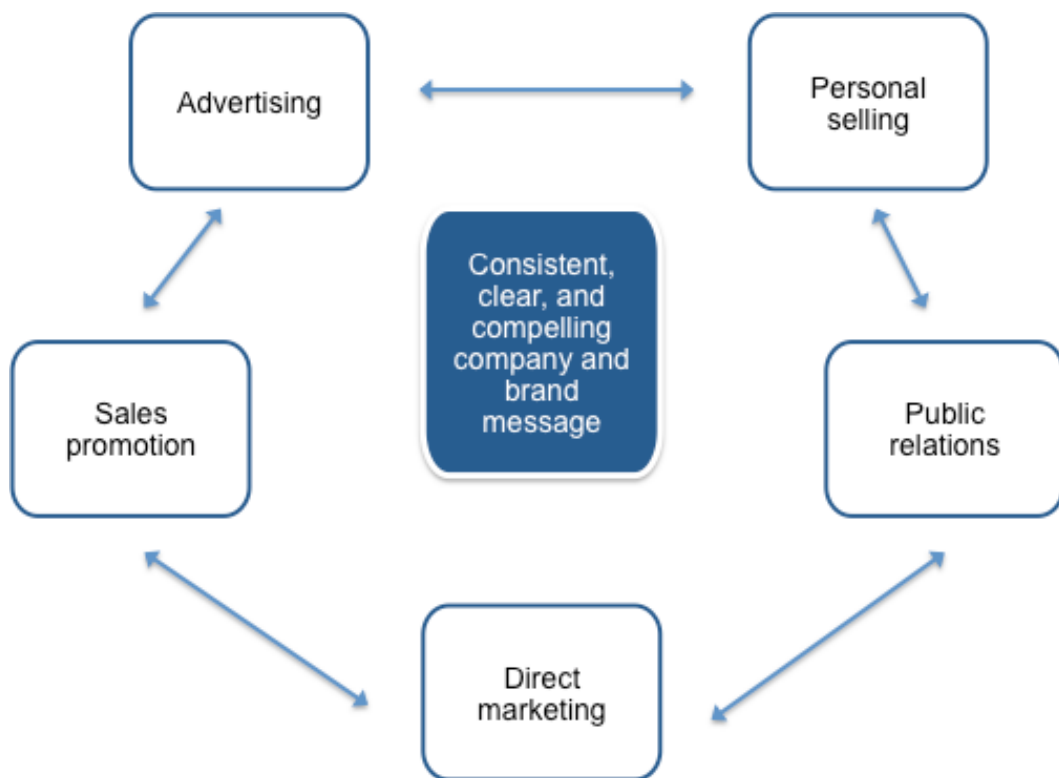 Advertising
Personal
selling
Consistent,
clear, and
compelling
company and
brand
message
Sales
promotion
Public
relations
Direct
marketing